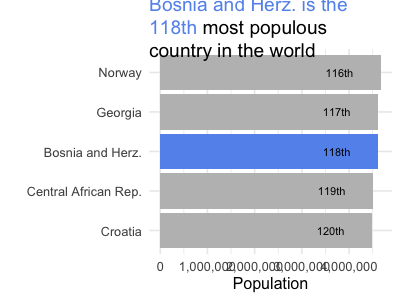 Bosnia and Herz. is the
118th most populous
country in the world
Norway 116th
Georgia 117th
Bosnia and Herz. 118th
Central African Rep. 119th
Croatia 120th
0 1,000,000 2,000,000 3,000,000 4,000,000
Population